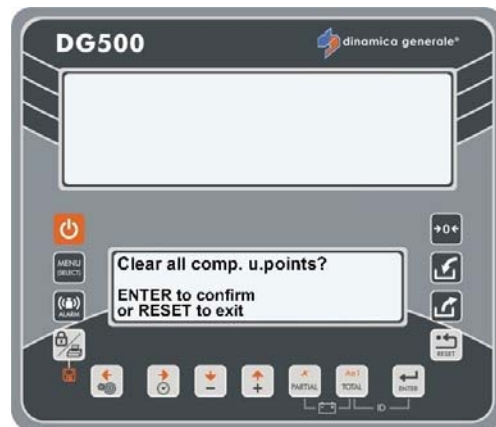 DG500
dinamica generale®
→0←
MENU
(SELECT)
Clear all comp. u.points?
ALARM
ENTER to confirm
or RESET to exit
RESET
PARTIAL
A±1
TOTAL
ENTER
ID